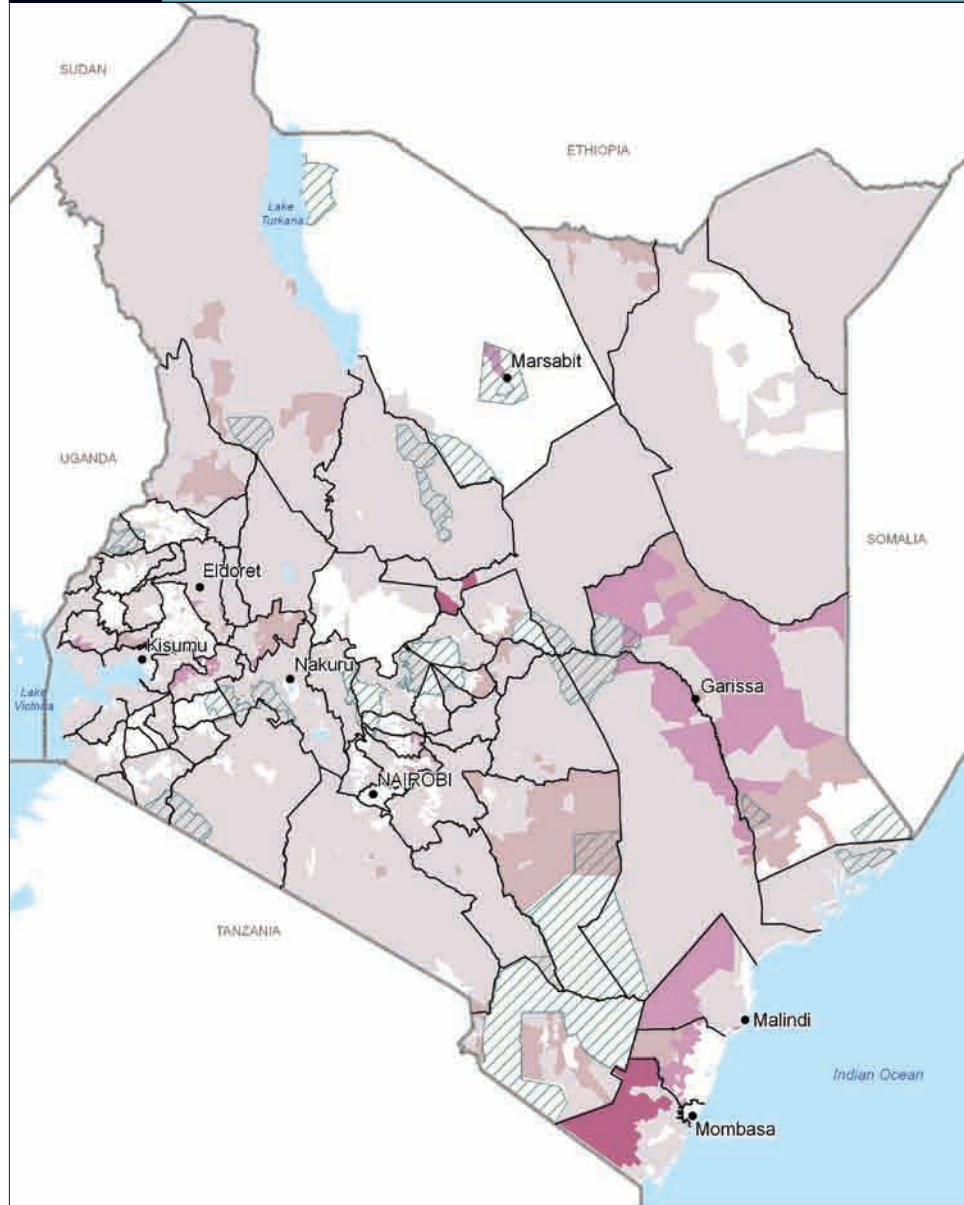 SUDAN
ETHIOPIA
Lake
Turkana
Marsabit
UGANDA
SOMALIA
Eldoret
Kisumu
Nakuru
Garissa
Lake
Victoria
NAIROBI
TANZANIA
Malindi
Indian Ocean
Mombasa